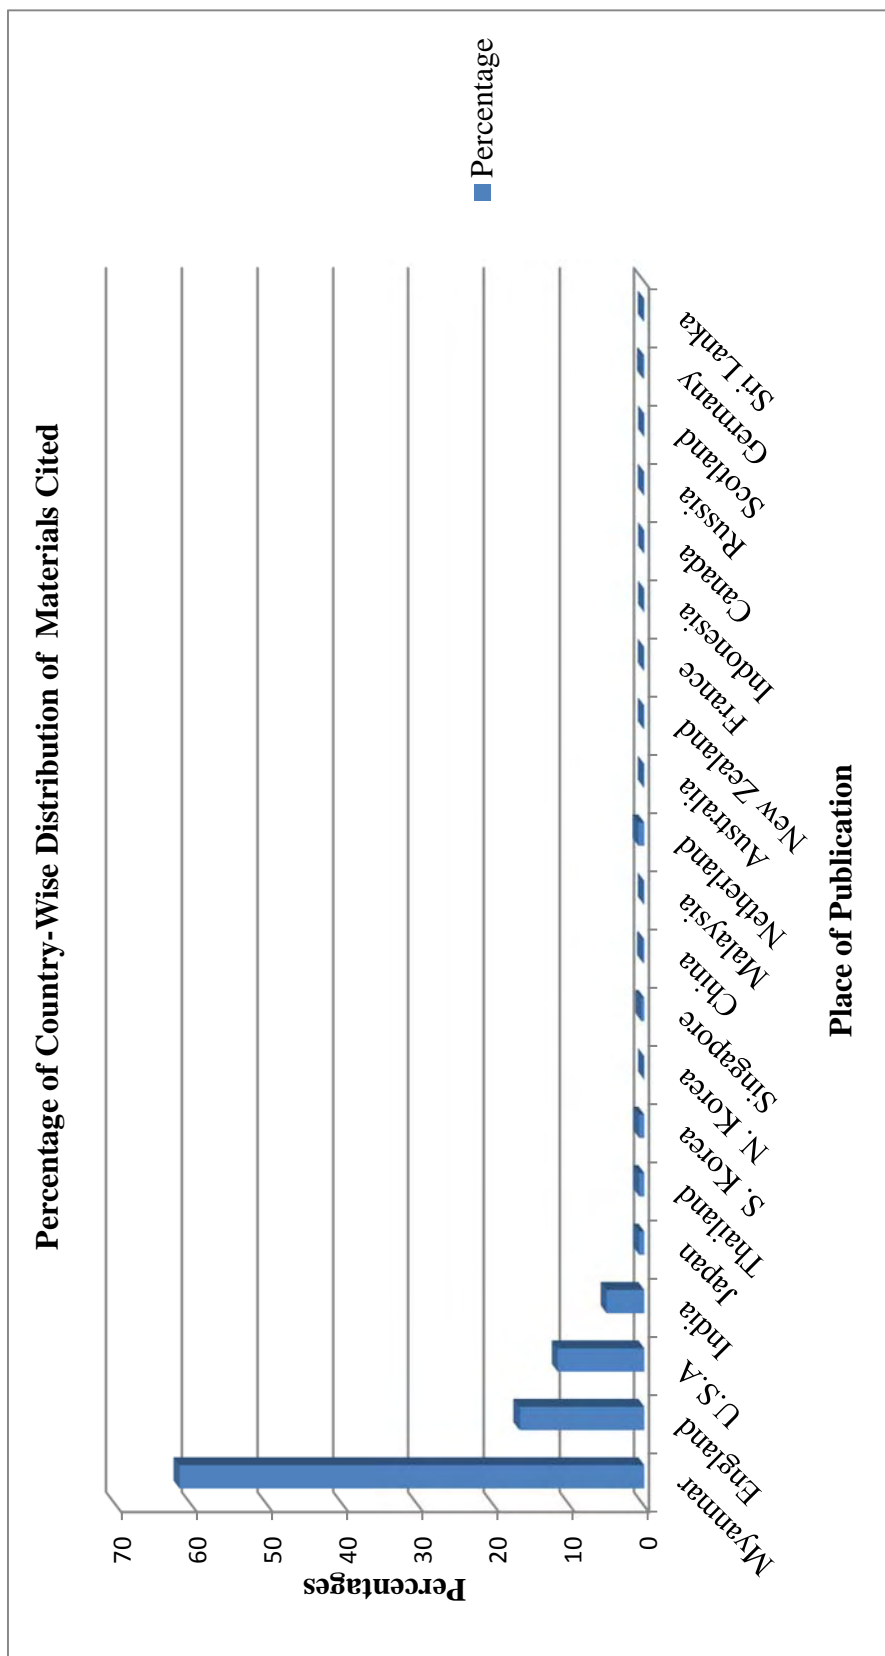 Percentage of Country-Wise Distribution of Materials Cited
Percentages
70
60
50
40
30
20
10
0
Myanmar
England
U.S.A
India
Japan
Thailand
S. Korea
N. Korea
Singapore
China
Malaysia
Netherland
Australia
New Zealand
France
Indonesia
Canada
Russia
Scotland
Germany
Sri Lanka
Place of Publication
Percentage